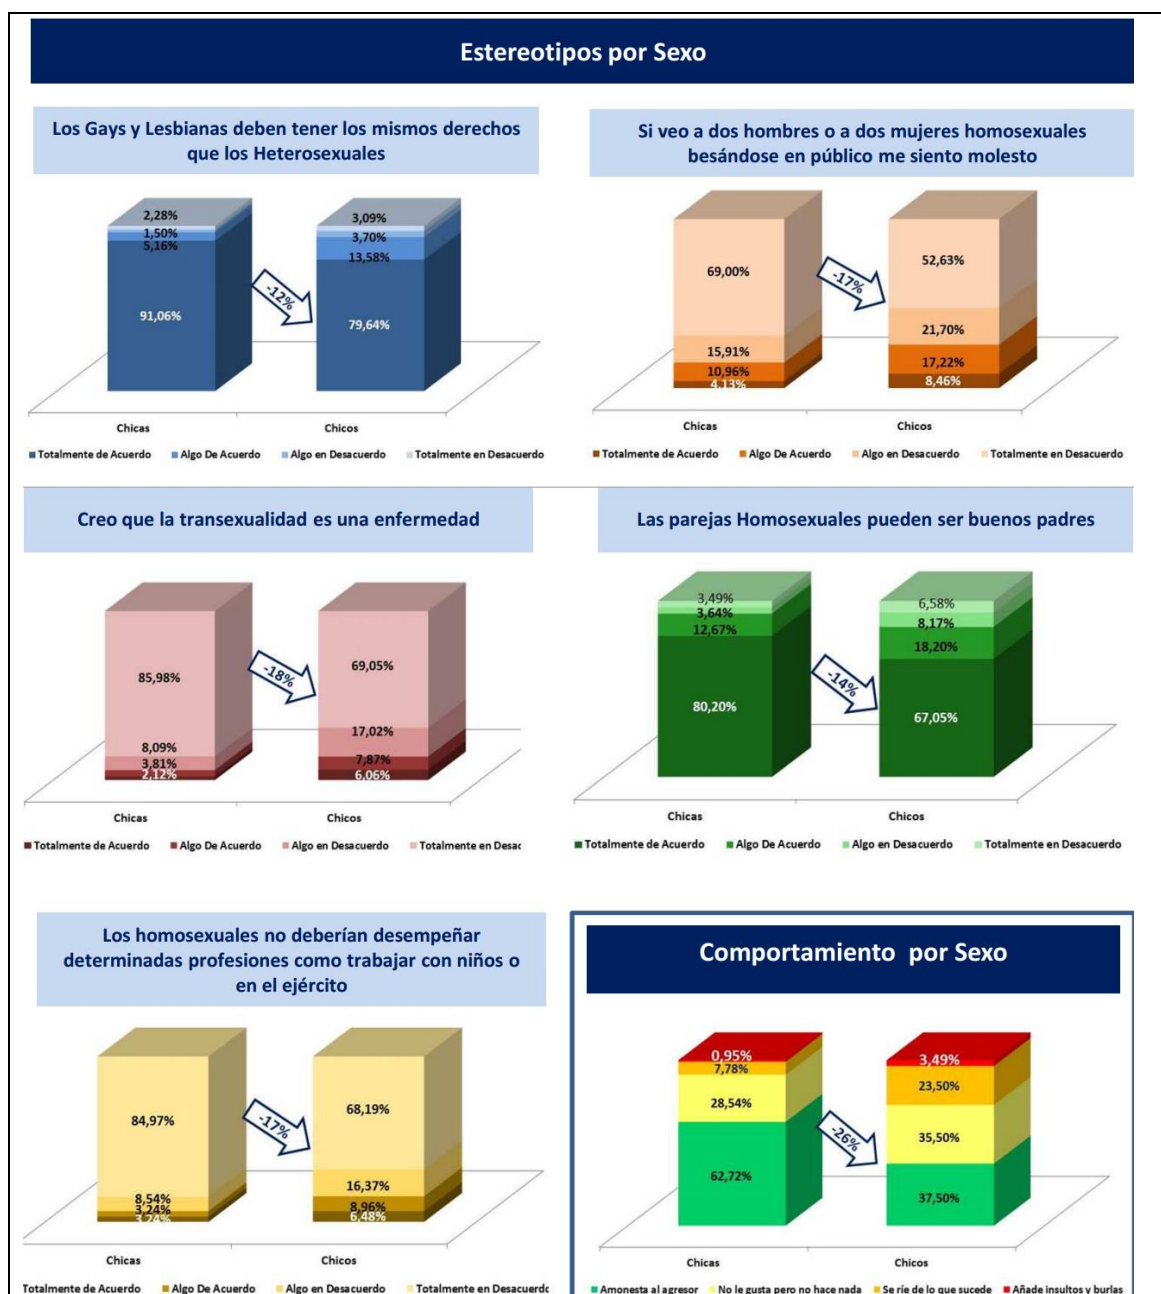 Estereotipos por Sexo
Los Gays y Lesbianas deben tener los mismos derechos
que los Heterosexuales
2,28%
1,50%
5,16%
91,06%
-12%
3,09%
3,70%
13,58%
79,64%
Chicas
Chicos
Totalmente de Acuerdo
Algo De Acuerdo
Algo en Desacuerdo
Totalmente en Desacuerdo
Si veo a dos hombres o a dos mujeres homosexuales
besándose en público me siento molesto
69,00%
15,91%
10,96%
4,13%
-17%
52,63%
21,70%
17,22%
8,46%
Chicas
Chicos
Totalmente de Acuerdo
Algo De Acuerdo
Algo en Desacuerdo
Totalmente en Desacuerdo
Creo que la transexualidad es una enfermedad
85,98%
8,09%
3,81%
2,12%
-18%
69,05%
17,02%
7,87%
6,06%
Chicas
Chicos
Totalmente de Acuerdo
Algo De Acuerdo
Algo en Desacuerdo
Totalmente en Desac
Las parejas Homosexuales pueden ser buenos padres
3,49%
3,64%
12,67%
80,20%
-14%
6,58%
8,17%
18,20%
67,05%
Chicas
Chicos
Totalmente de Acuerdo
Algo De Acuerdo
Algo en Desacuerdo
Totalmente en Desacuerdo
Los homosexuales no deberían desempeñar
determinadas profesiones como trabajar con niños o
en el ejército
84,97%
8,54%
3,24%
3,24%
-17%
68,19%
16,37%
8,96%
6,48%
Chicas
Chicos
Totalmente de Acuerdo
Algo De Acuerdo
Algo en Desacuerdo
Totalmente en Desacuerdo
Comportamiento por Sexo
0,95%
7,78%
28,54%
62,72%
-26%
3,49%
23,50%
35,50%
37,50%
Chicas
Chicos
Amonesta al agresor
No le gusta pero no hace nada
Se ríe de lo que sucede
Añade insultos y burlas